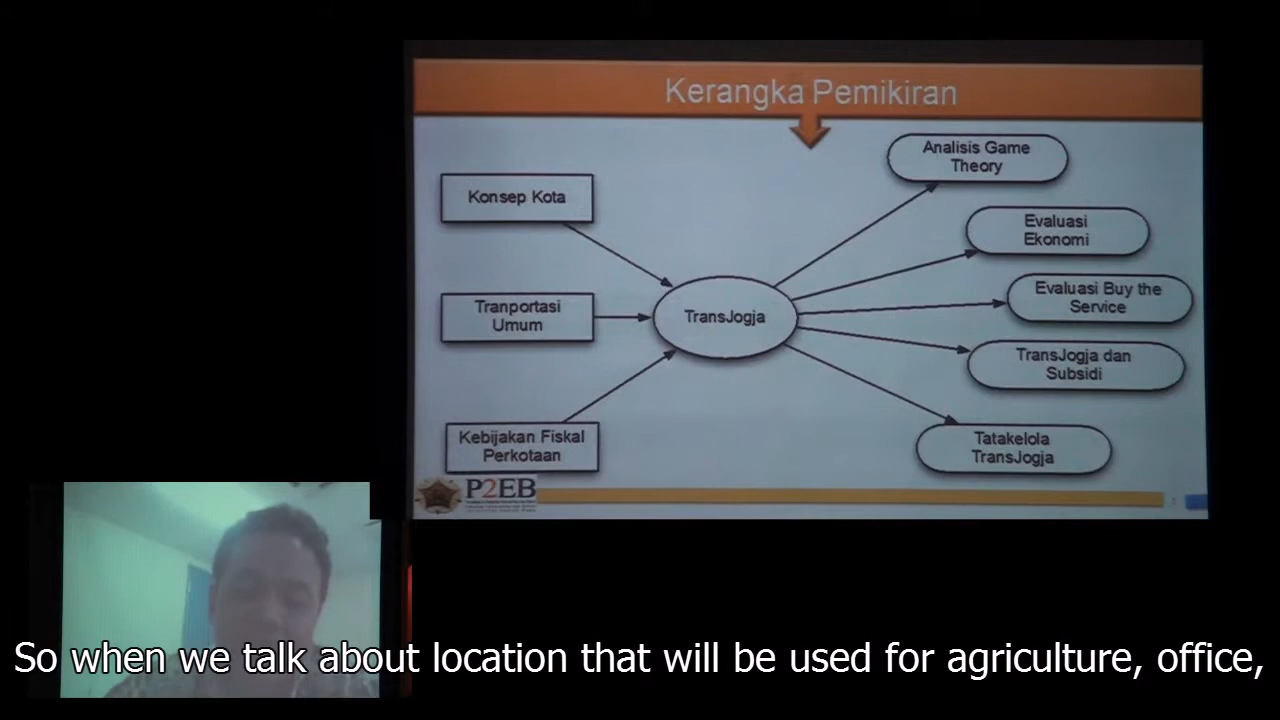 Kerangka Pemikiran
Konsep Kota
Tranportasi
Umum
Kebijakan Fiskal
Perkotaan
TransJogja
Analisis Game
Theory
Evaluasi
Ekonomi
Evaluasi Buy the
Service
TransJogja dan
Subsidi
Tatakelola
TransJogja
P2EB
So when we talk about location that will be used for agriculture, office,